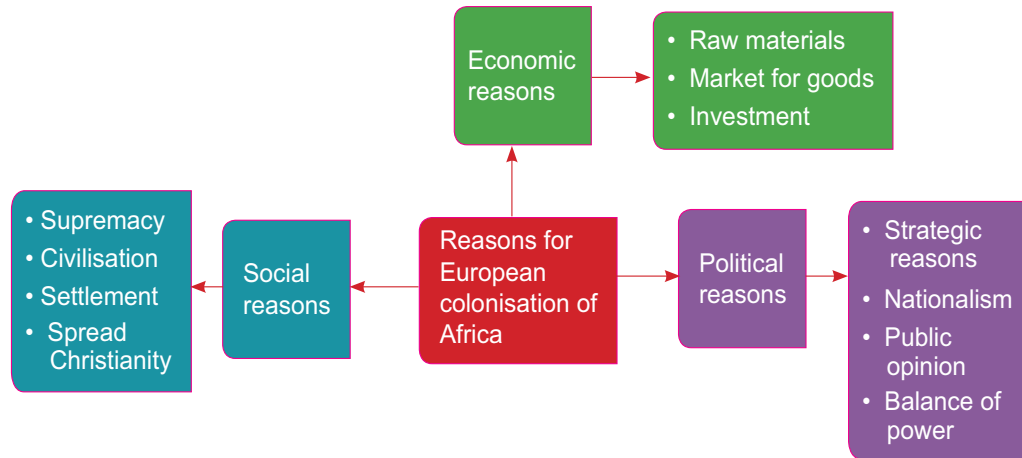 Economic
reasons
• Raw materials
• Market for goods
• Investment
• Supremacy
• Civilisation
• Settlement
• Spread
Christianity
Social
reasons
Reasons for
European
colonisation of
Africa
Political
reasons
• Strategic
reasons
• Nationalism
• Public
opinion
• Balance of
power